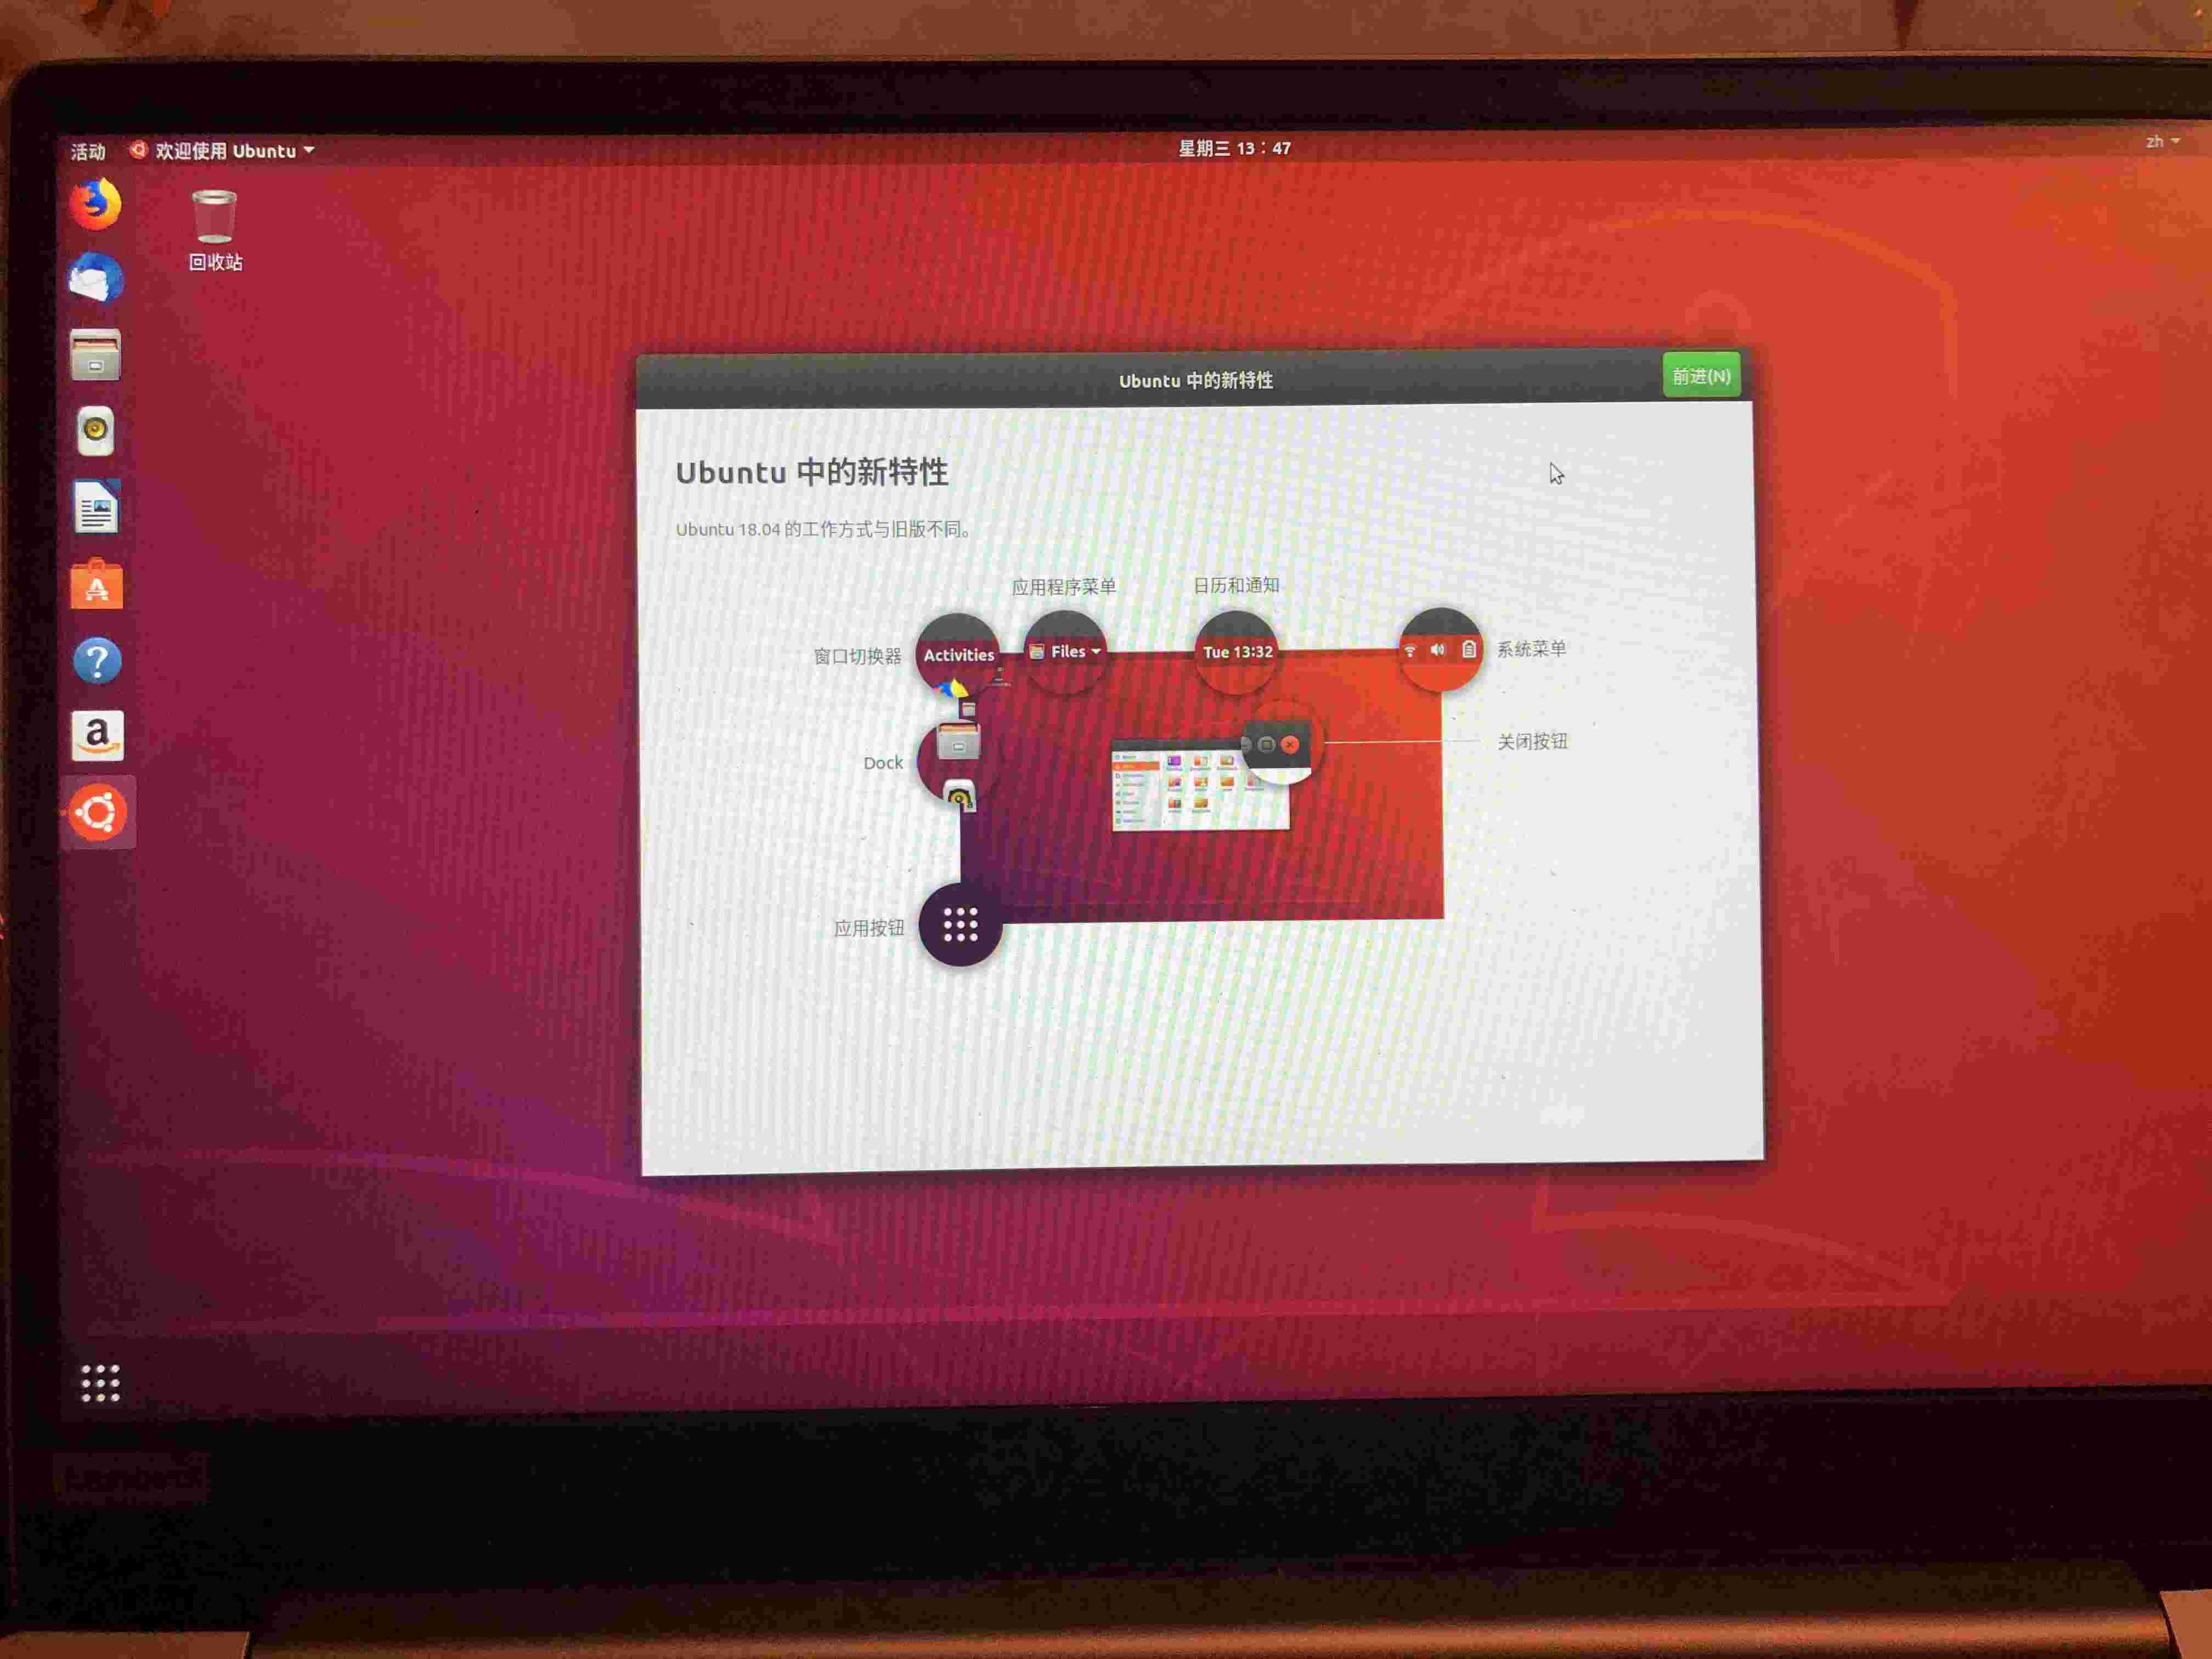 活动
欢迎使用 Ubuntu
星期三 13：47
zh
回收站
Ubuntu 中的新特性
前进(N)
Ubuntu 中的新特性
Ubuntu 18.04 的工作方式与旧版不同。
应用程序菜单
日历和通知
窗口切换器
Activities
Files
Tue 13:32
系统菜单
Dock
关闭按钮
应用按钮